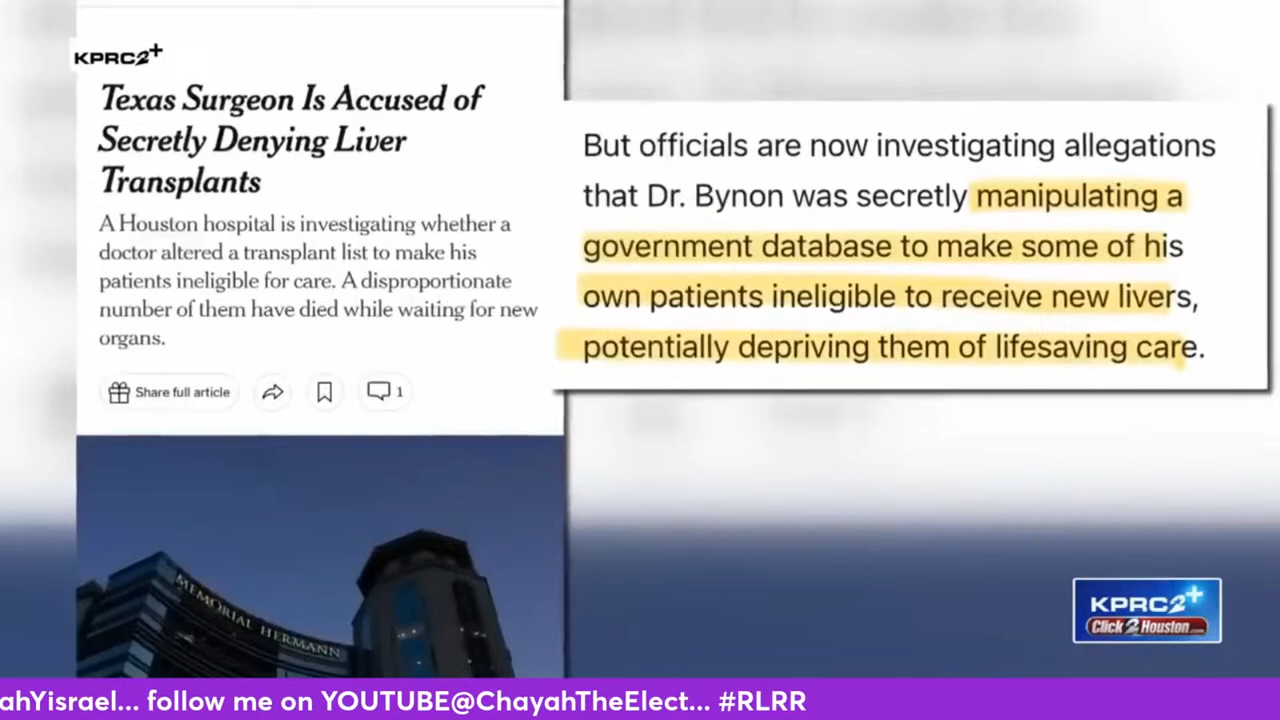 KPRC2+
Texas Surgeon Is Accused of
Secretly Denying Liver
Transplants
A Houston hospital is investigating whether a
doctor altered a transplant list to make his
patients ineligible for care. A disproportionate
number of them have died while waiting for new
organs.
Share full article
1
MEMORIAL HERMANN
But officials are now investigating allegations
that Dr. Bynon was secretly manipulating a
government database to make some of his
own patients ineligible to receive new livers,
potentially depriving them of lifesaving care.
KPRC2+
Click2Houston.com
ahYisrael... follow me on YOUTUBE@ChayahTheElect... #RLRR